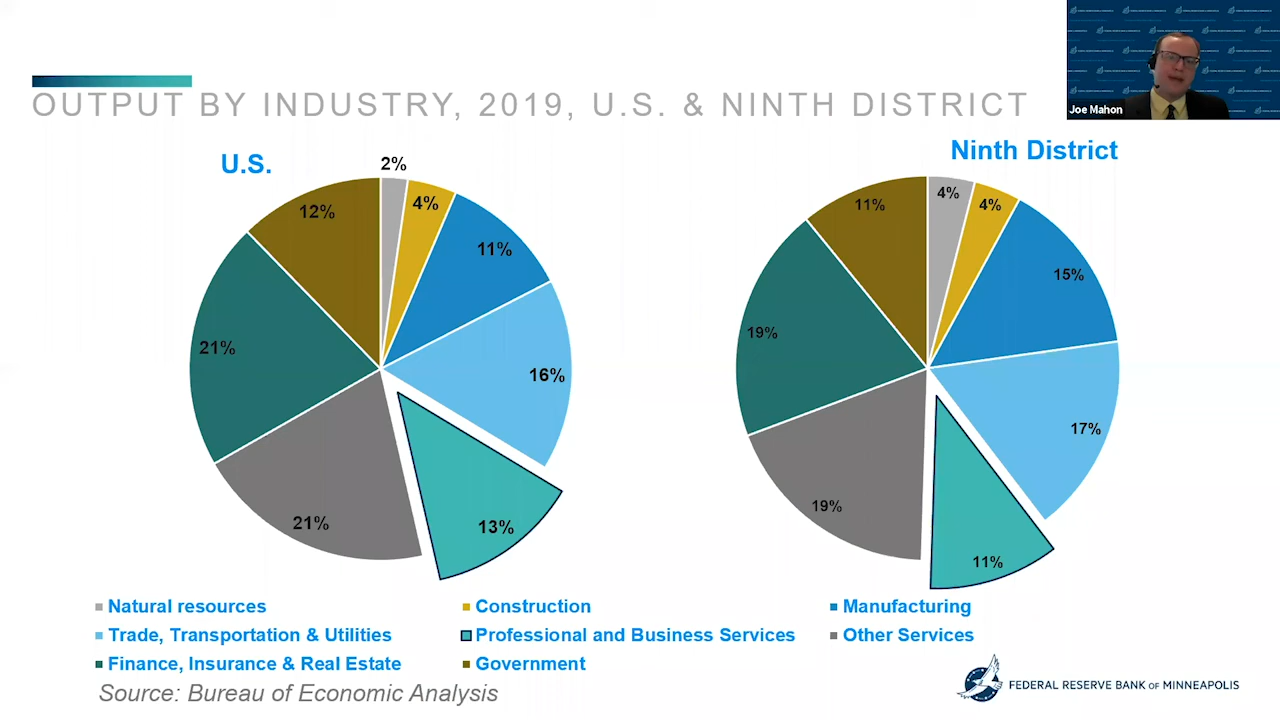 OUTPUT BY INDUSTRY, 2019, U.S. & NINTH DISTRICT
Joe Mahon
U.S.
2%
4%
11%
16%
13%
21%
21%
12%
Ninth District
4%
4%
15%
17%
11%
19%
19%
11%
Natural resources
Construction
Manufacturing
Trade, Transportation & Utilities
Professional and Business Services
Other Services
Finance, Insurance & Real Estate
Government
Source: Bureau of Economic Analysis
FEDERAL RESERVE BANK OF MINNEAPOLIS